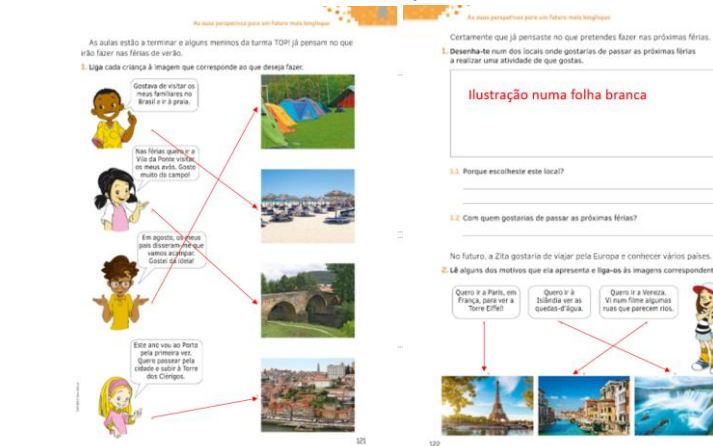 As suas perspetivas para um futuro mais longínquo
As aulas estão a terminar e alguns meninos da turma TOP! já pensam no que
irão fazer nas férias de verão.
1. Liga cada criança à imagem que corresponde ao que deseja fazer.
Gostava de visitar os
meus familiares no
Brasil e ir à praia.
Nas férias quero ir a
Vila da Ponte visitar
os meus avós. Gosto
muito do campo!
Em agosto, os meus
pais disseram-me que
vamos acampar.
Gostei da ideia!
Este ano vou ao Porto
pela primeira vez.
Quero passear pela
cidade e subir à Torre
dos Clérigos.
121
As suas perspetivas para um futuro mais longínquo
Certamente que já pensaste no que pretendes fazer nas próximas férias.
1. Desenha-te num dos locais onde gostarias de passar as próximas férias
a realizar uma atividade de que gostas.
Ilustração numa folha branca
1.1 Porque escolheste este local?
1.2 Com quem gostarias de passar as próximas férias?
No futuro, a Zita gostaria de viajar pela Europa e conhecer vários países.
2. Lê alguns dos motivos que ela apresenta e liga-os às imagens correspondent
Quero ir a Paris, em
França, para ver a
Torre Eiffel!
Quero ir à
Islândia ver as
quedas-d'água.
Quero ir a Veneza.
Vi num filme algumas
ruas que parecem rios.
122